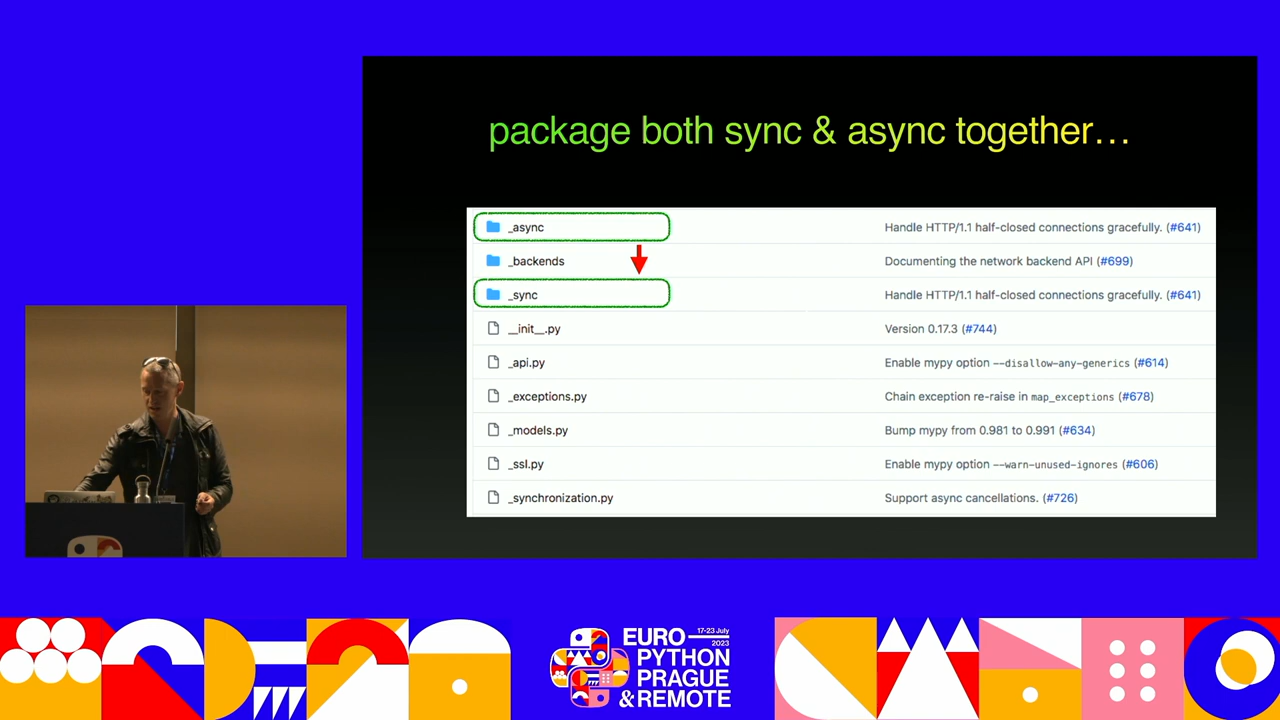 package both sync & async together…
_async Handle HTTP/1.1 half-closed connections gracefully. (#641)
_backends Documenting the network backend API (#699)
_sync Handle HTTP/1.1 half-closed connections gracefully. (#641)
__init__.py Version 0.17.3 (#744)
_api.py Enable mypy option --disallow-any-generics (#614)
_exceptions.py Chain exception re-raise in map_exceptions (#678)
_models.py Bump mypy from 0.981 to 0.991 (#634)
_ssl.py Enable mypy option --warn-unused-ignores (#606)
_synchronization.py Support async cancellations. (#726)
EURO 17-23 July
2023
PYTHON
PRAGUE
& REMOTE